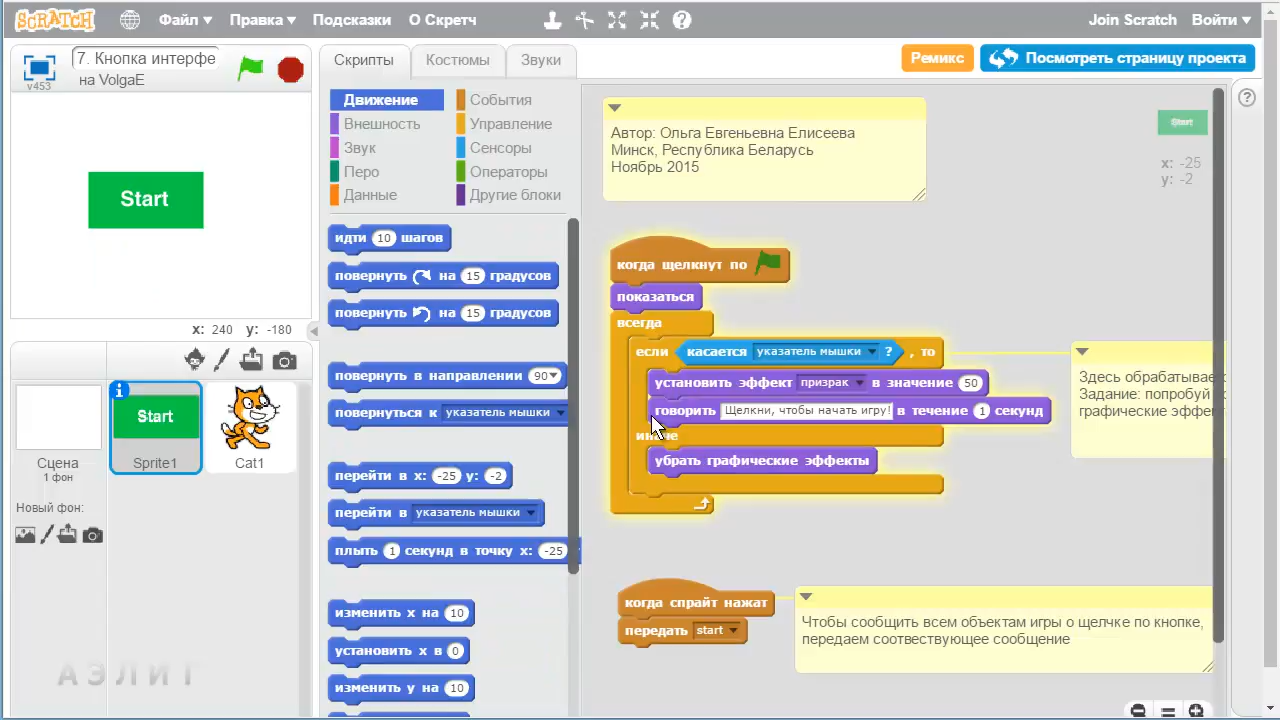 SCRATCH
Файл
Правка
Подсказки
О Скретч
Join Scratch
Войти
v453
7. Кнопка интерфе
на VolgaE
Скрипты
Костюмы
Звуки
Ремикс
Посмотреть страницу проекта
Start
x: 240 y: -180
Движение
Внешность
Звук
Перо
Данные
События
Управление
Сенсоры
Операторы
Другие блоки
идти 10 шагов
повернуть на 15 градусов
повернуть на 15 градусов
повернуть в направлении 90
повернуться к указатель мышки
перейти в x: -25 y: -2
перейти в указатель мышки
плыть 1 секунд в точку x: -25
изменить x на 10
установить x в 0
изменить y на 10
Автор: Ольга Евгеньевна Елисеева
Минск, Республика Беларусь
Ноябрь 2015
Start
x: -25
y: -2
когда щелкнут по
показаться
всегда
если касается указатель мышки ? , то
установить эффект призрак в значение 50
говорить Щелкни, чтобы начать игру! в течение 1 секунд
иначе
убрать графические эффекты
Здесь обрабатывает
Задание: попробуй
графические эффек
когда спрайт нажат
передать start
Чтобы сообщить всем объектам игры о щелчке по кнопке,
передаем соотвествующее сообщение
Сцена
1 фон
Новый фон:
Start
Sprite1
Cat1
АЭЛИТ